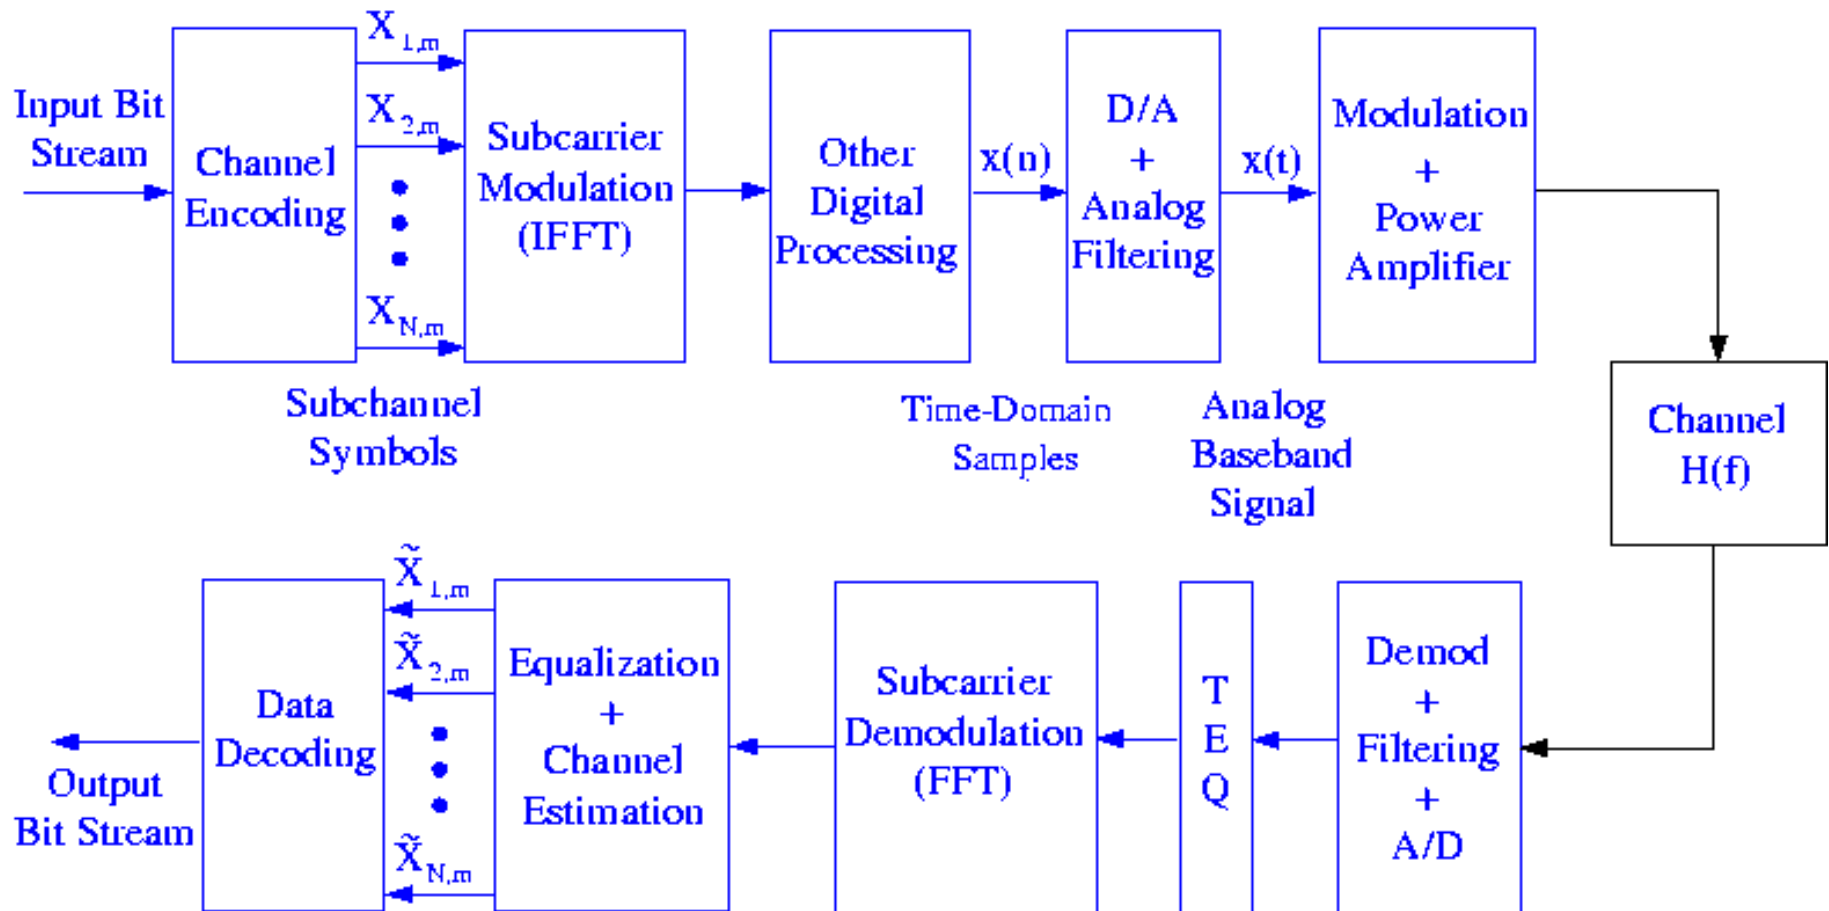 Input Bit
Stream
Channel
Encoding
X1,m
X2,m
XN,m
Subchannel
Symbols
Subcarrier
Modulation
(IFFT)
Other
Digital
Processing
x(n)
Time-Domain
Samples
D/A
+
Analog
Filtering
x(t)
Analog
Baseband
Signal
Modulation
+
Power
Amplifier
Channel
H(f)
Demod
+
Filtering
+
A/D
T
E
Q
Subcarrier
Demodulation
(FFT)
Equalization
+
Channel
Estimation
X̃1,m
X̃2,m
X̃N,m
Data
Decoding
Output
Bit Stream